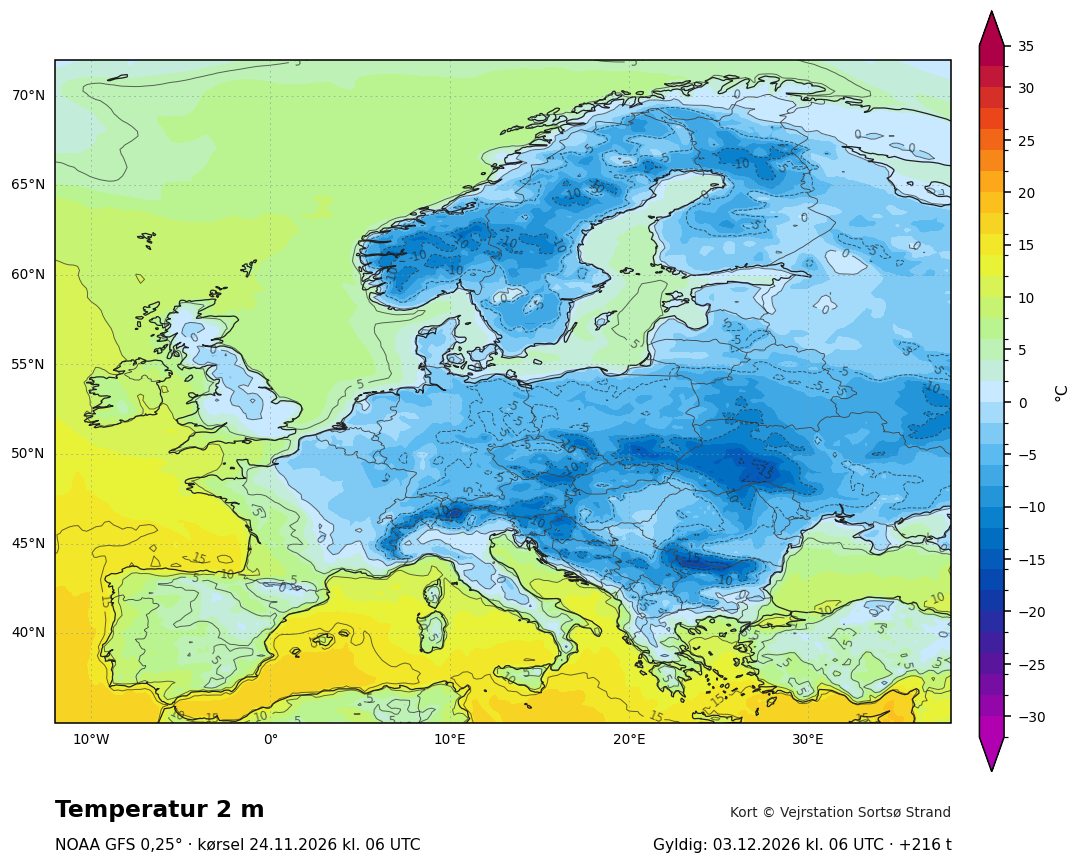 35
30
25
20
15
10
5
0
−5
−10
−15
−20
−25
−30
°C
70°N
65°N
60°N
55°N
50°N
45°N
40°N
10°W 0° 10°E 20°E 30°E
Temperatur 2 m
Kort © Vejrstation Sortsø Strand
NOAA GFS 0,25° · kørsel 24.11.2026 kl. 06 UTC
Gyldig: 03.12.2026 kl. 06 UTC · +216 t